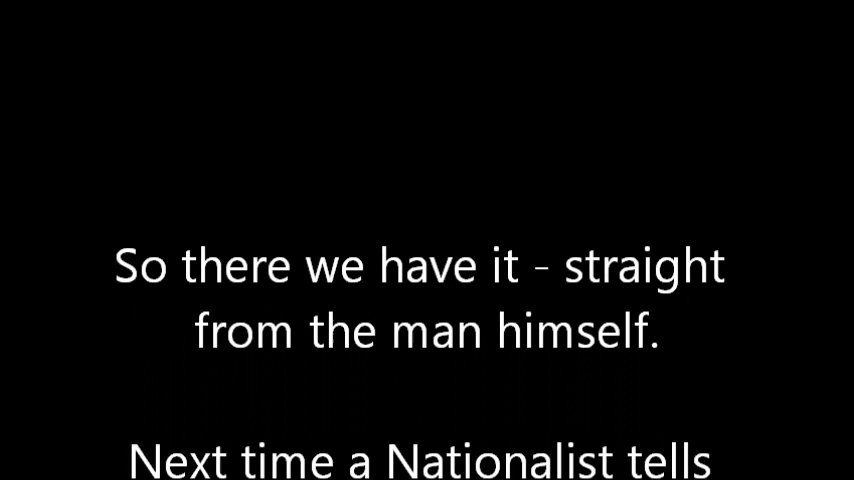 So there we have it - straight
from the man himself.
Next time a Nationalist tells